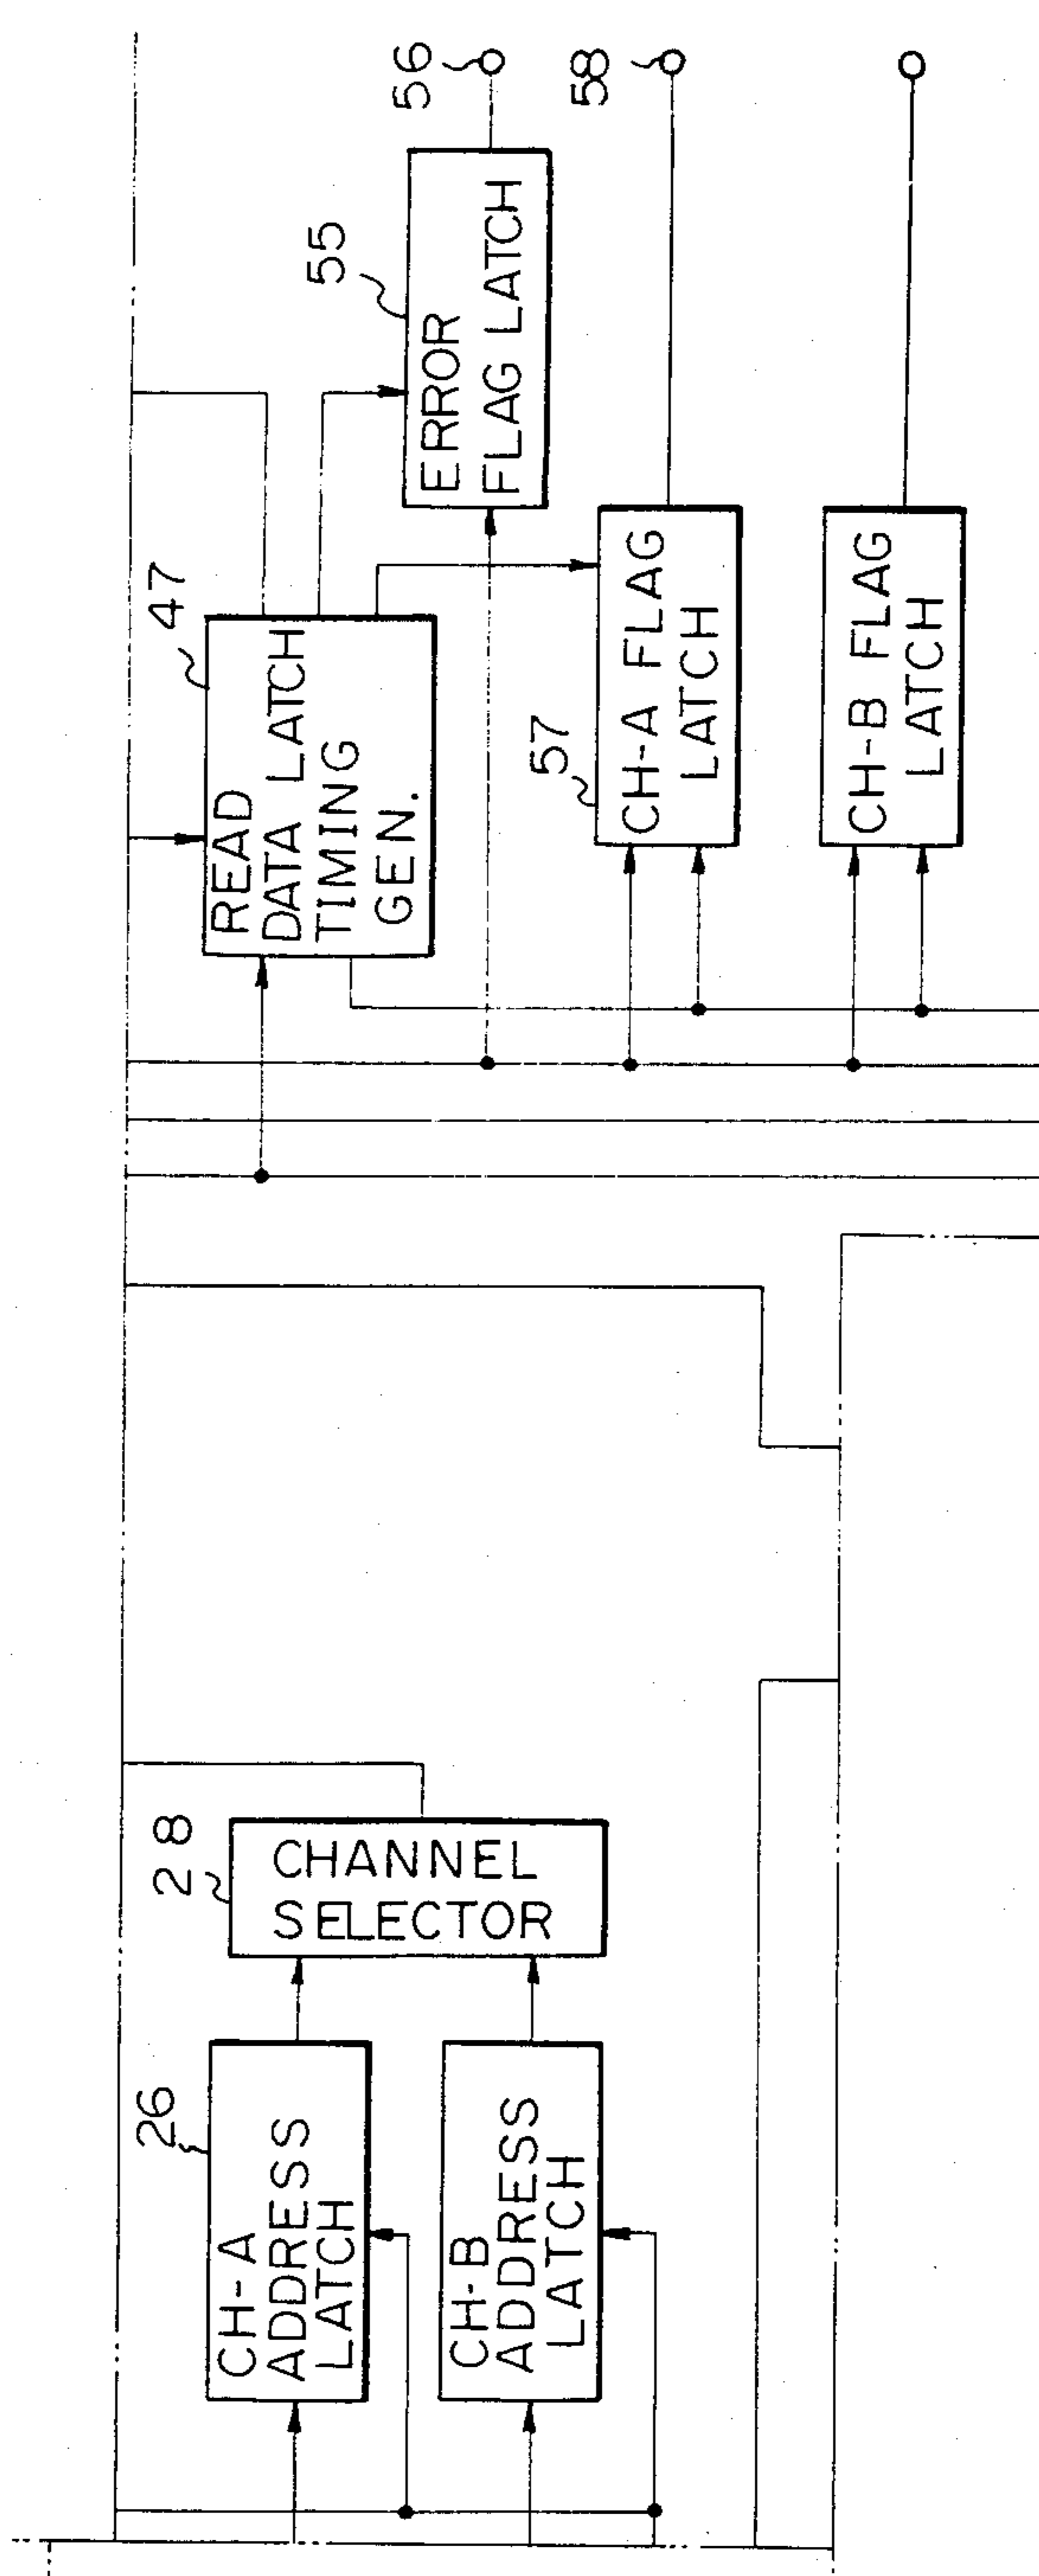 56
58
55
ERROR
FLAG LATCH
47
READ
DATA LATCH
TIMING
GEN.
57
CH-A FLAG
LATCH
CH-B FLAG
LATCH
28
CHANNEL
SELECTOR
26
CH-A
ADDRESS
LATCH
CH-B
ADDRESS
LATCH